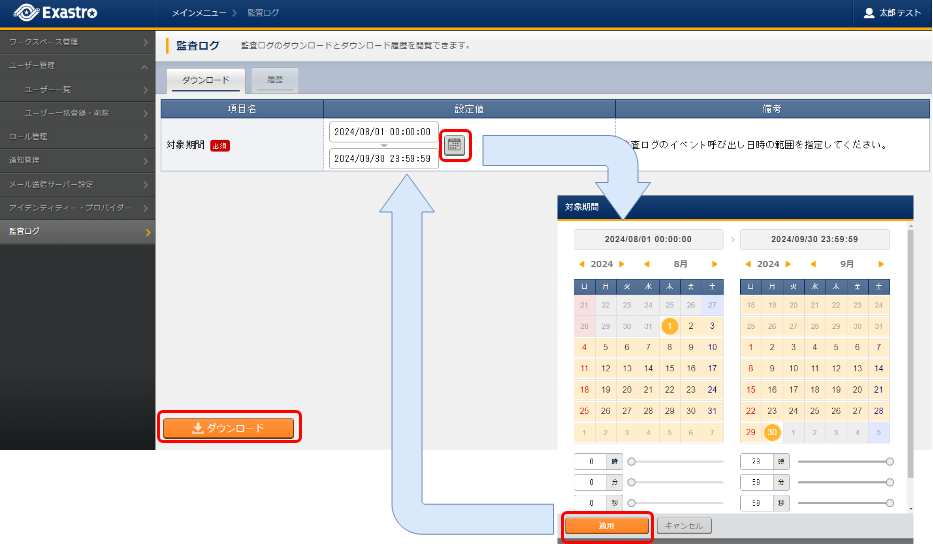 Exastro
メインメニュー > 監査ログ
太郎 テスト
ワークスペース管理
ユーザー管理
ユーザー一覧
ユーザー一括登録・削除
ロール管理
通知管理
メール送信サーバー設定
アイデンティティー・プロバイダー
監査ログ
監査ログ 監査ログのダウンロードとダウンロード履歴を閲覧できます。
ダウンロード 履歴
項目名 設定値 備考
対象期間 必須
2024/08/01 00:00:00
2024/09/30 23:59:59
査ログのイベント呼び出し日時の範囲を指定してください。
ダウンロード
対象期間
2024/08/01 00:00:00 > 2024/09/30 23:59:59
2024 8月
日 月 火 水 木 金 土
21 22 23 24 25 26 27
28 29 30 31 1 2 3
4 5 6 7 8 9 10
11 12 13 14 15 16 17
18 19 20 21 22 23 24
25 26 27 28 29 30 31
1 2 3 4 5 6 7
0 時
0 分
0 秒
2024 9月
日 月 火 水 木 金 土
18 19 20 21 22 23 24
25 26 27 28 29 30 31
1 2 3 4 5 6 7
8 9 10 11 12 13 14
15 16 17 18 19 20 21
22 23 24 25 26 27 28
29 30 1 2 3 4 5
23 時
59 分
59 秒
適用 キャンセル